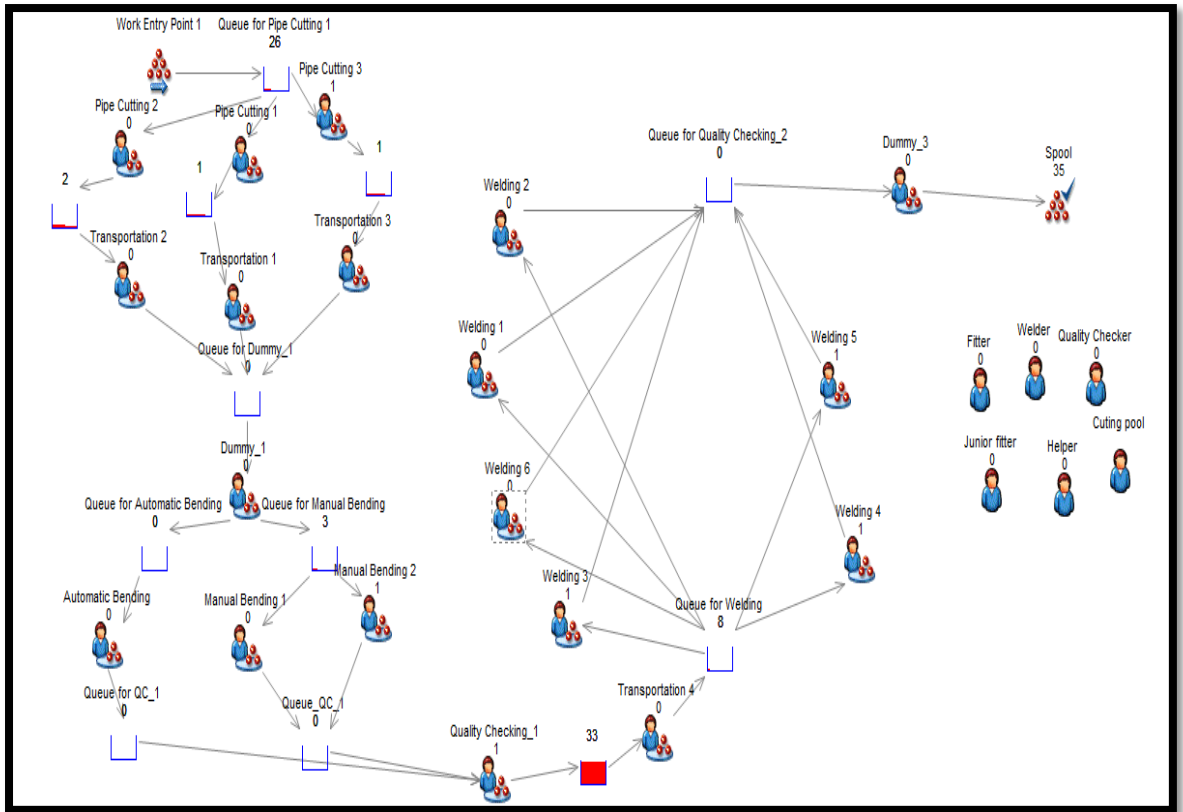 Work Entry Point 1
Queue for Pipe Cutting 1
26
Pipe Cutting 3
1
Pipe Cutting 2
0
Pipe Cutting 1
0
2
1
1
Transportation 2
0
Transportation 1
0
Transportation 3
0
Queue for Dummy_1
0
Dummy_1
0
Queue for Automatic Bending
0
Queue for Manual Bending
3
Automatic Bending
0
Manual Bending 1
0
Manual Bending 2
1
Queue for QC_1
0
Queue_QC_1
0
Quality Checking_1
1
33
Transportation 4
0
Queue for Welding
8
Welding 3
1
Welding 4
1
Welding 6
0
Welding 1
0
Welding 5
1
Welding 2
0
Queue for Quality Checking_2
0
Dummy_3
0
Spool
35
Fitter
0
Welder
0
Quality Checker
0
Junior fitter
0
Helper
0
Cuting pool